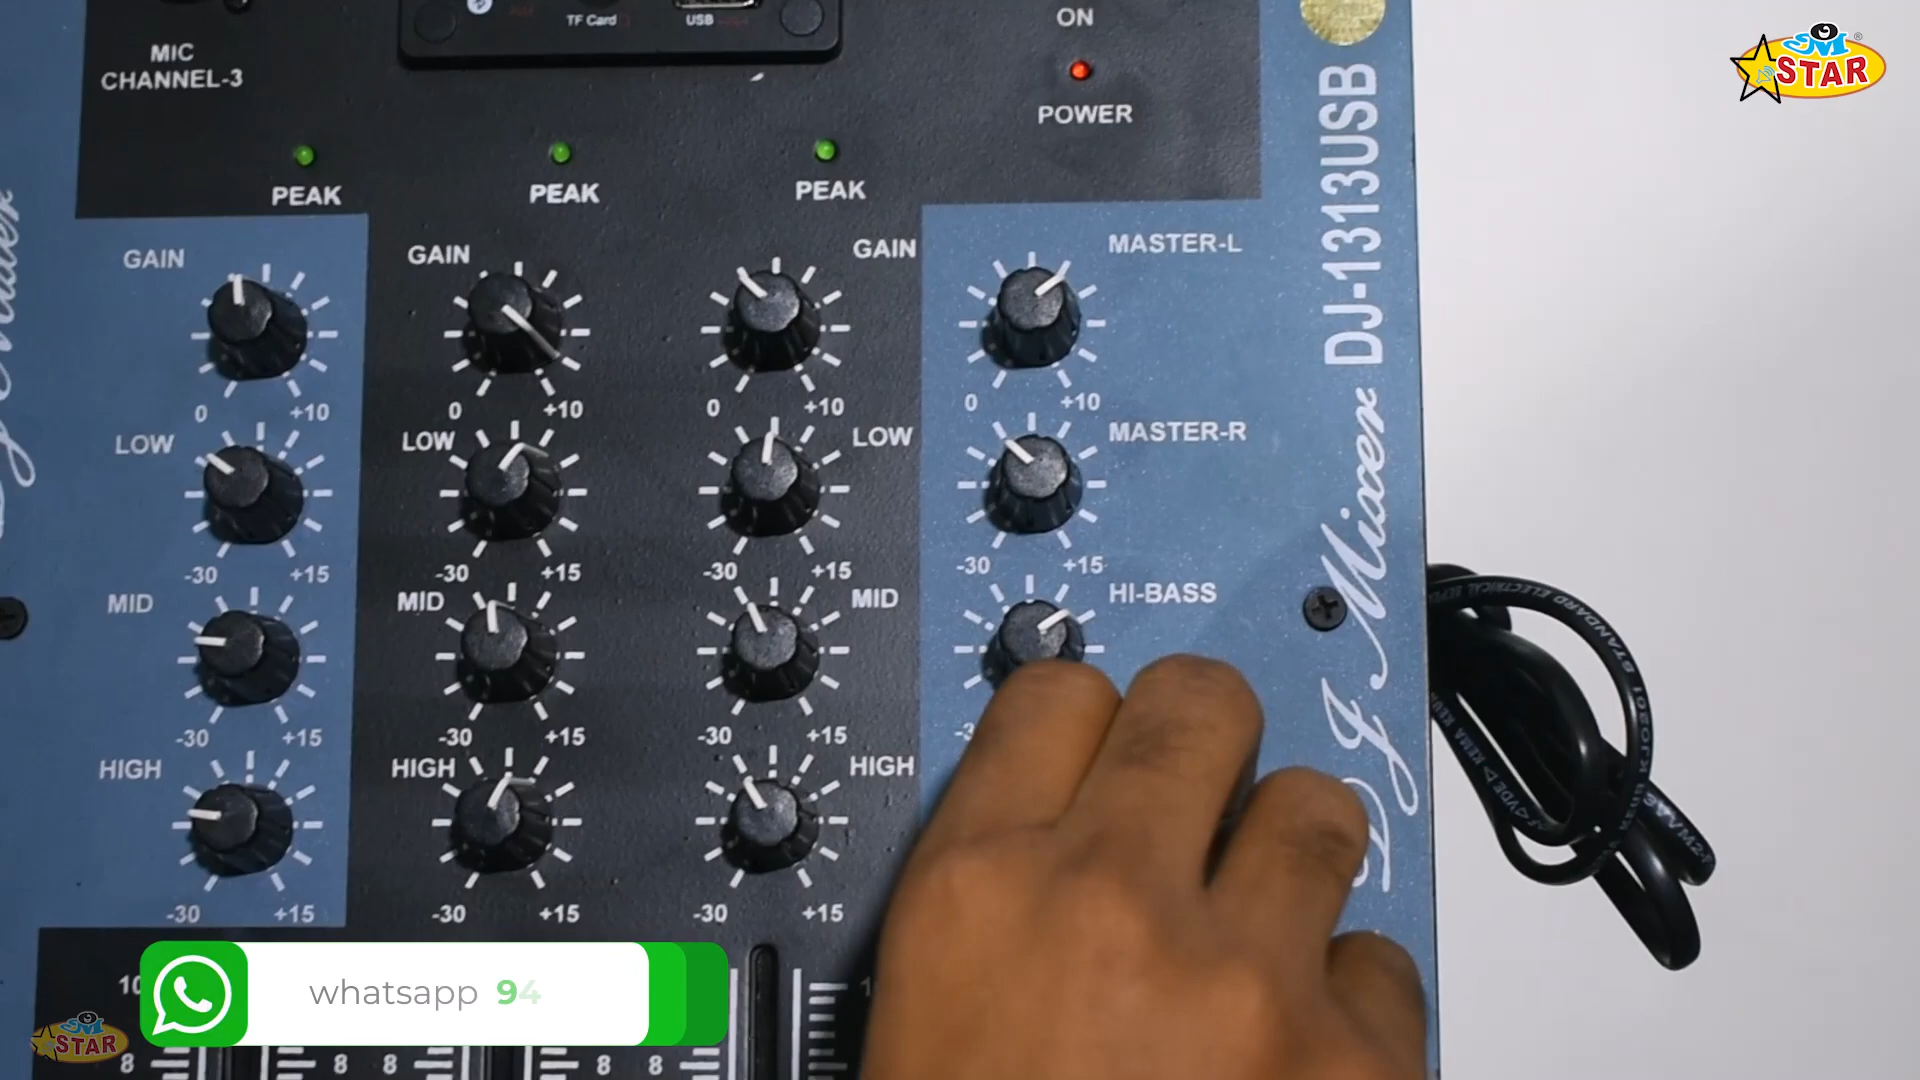 MIC
CHANNEL-3
TF Card
USB
ON
POWER
PEAK
PEAK
PEAK
M
STAR
DJ Mixer DJ-1313USB
GAIN
GAIN
GAIN
MASTER-L
0 +10
0 +10
0 +10
0 +10
LOW
LOW
LOW
MASTER-R
-30 +15
-30 +15
-30 +15
-30 +15
MID
MID
MID
HI-BASS
-30 +15
-30 +15
-30 +15
HIGH
HIGH
HIGH
-30 +15
-30 +15
-30 +15
10
whatsapp 94
M
STAR
8 8 8 8 8